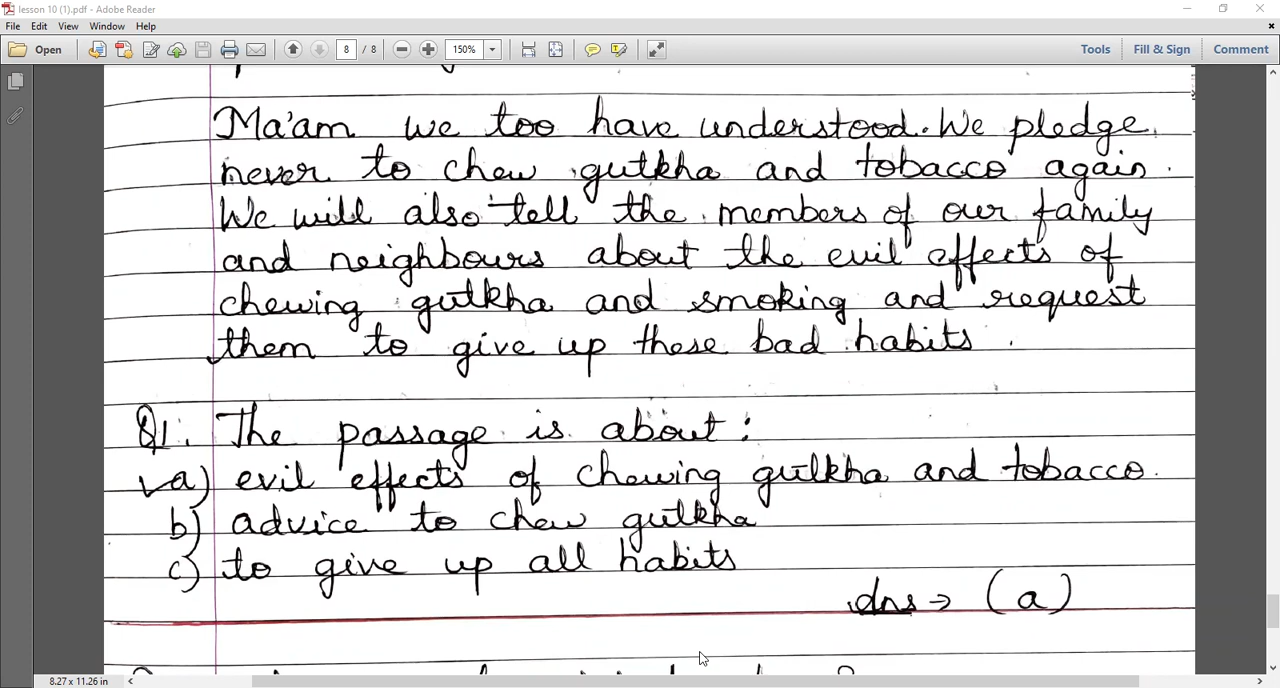 lesson 10 (1).pdf - Adobe Reader
File Edit View Window Help
Open 8 / 8 150% Tools Fill & Sign Comment
Ma'am we too have understood. We pledge
never to chew gutkha and tobacco again.
We will also tell the members of our family
and neighbours about the evil effects of
chewing gutkha and smoking and request
them to give up these bad habits.
Q1. The passage is about:
a) evil effects of chewing gutkha and tobacco.
b) advice to chew gutkha
c) to give up all habits
Ans → (a)
8.27 x 11.26 in